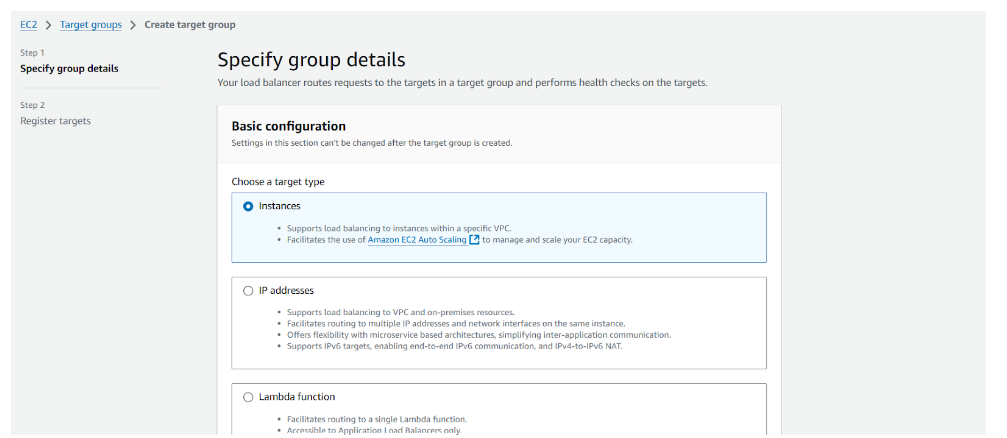 EC2 > Target groups > Create target group
Step 1
Specify group details
Step 2
Register targets
Specify group details
Your load balancer routes requests to the targets in a target group and performs health checks on the targets.
Basic configuration
Settings in this section can't be changed after the target group is created.
Choose a target type
Instances
• Supports load balancing to instances within a specific VPC.
• Facilitates the use of Amazon EC2 Auto Scaling to manage and scale your EC2 capacity.
IP addresses
• Supports load balancing to VPC and on-premises resources.
• Facilitates routing to multiple IP addresses and network interfaces on the same instance.
• Offers flexibility with microservice based architectures, simplifying inter-application communication.
• Supports IPv6 targets, enabling end-to-end IPv6 communication, and IPv4-to-IPv6 NAT.
Lambda function
• Facilitates routing to a single Lambda function.
• Accessible to Application Load Balancers only.